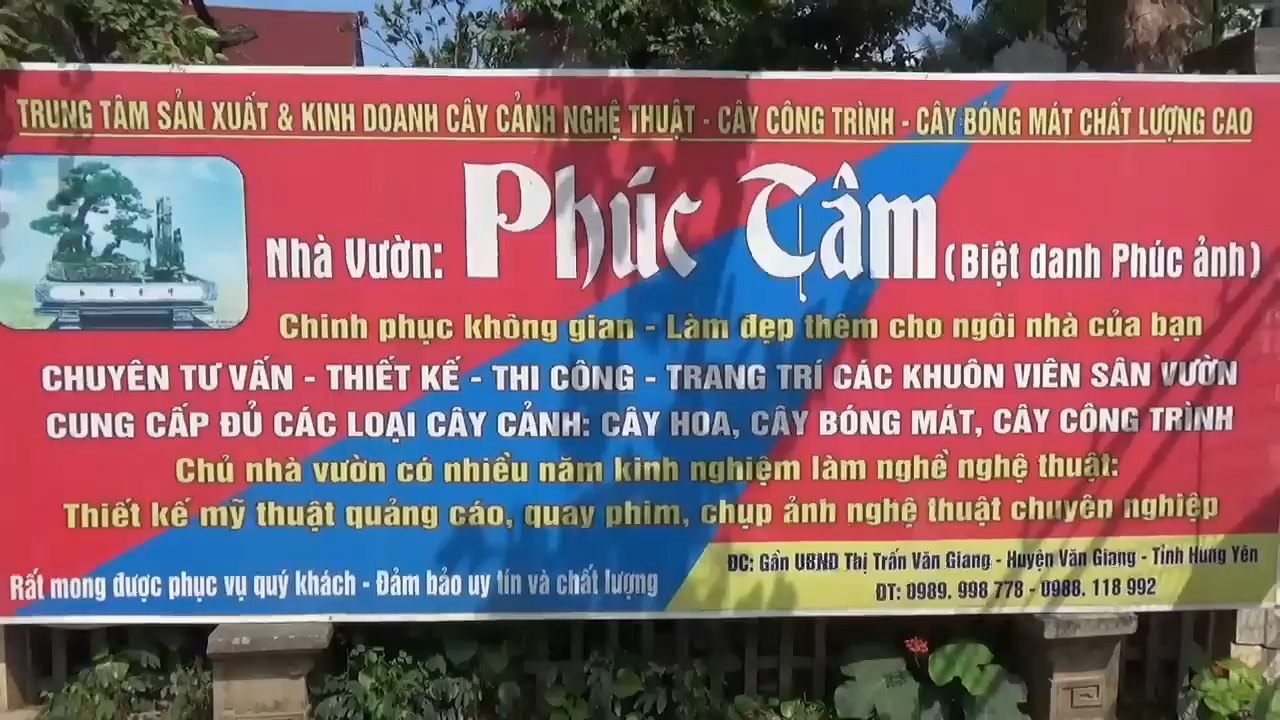 TRUNG TÂM SẢN XUẤT & KINH DOANH CÂY CẢNH NGHỆ THUẬT - CÂY CÔNG TRÌNH - CÂY BÓNG MÁT CHẤT LƯỢNG CAO
Nhà Vườn: Phúc Tâm (Biệt danh Phúc ảnh)
Chinh phục không gian - Làm đẹp thêm cho ngôi nhà của bạn
CHUYÊN TƯ VẤN - THIẾT KẾ - THI CÔNG - TRANG TRÍ CÁC KHUÔN VIÊN SÂN VƯỜN
CUNG CẤP ĐỦ CÁC LOẠI CÂY CẢNH: CÂY HOA, CÂY BÓNG MÁT, CÂY CÔNG TRÌNH
Chủ nhà vườn có nhiều năm kinh nghiệm làm nghề nghệ thuật:
Thiết kế mỹ thuật quảng cáo, quay phim, chụp ảnh nghệ thuật chuyên nghiệp
Rất mong được phục vụ quý khách - Đảm bảo uy tín và chất lượng
ĐC: Gần UBND Thị Trấn Văn Giang - Huyện Văn Giang - Tỉnh Hưng Yên
ĐT: 0989. 998 778 - 0988. 118 992